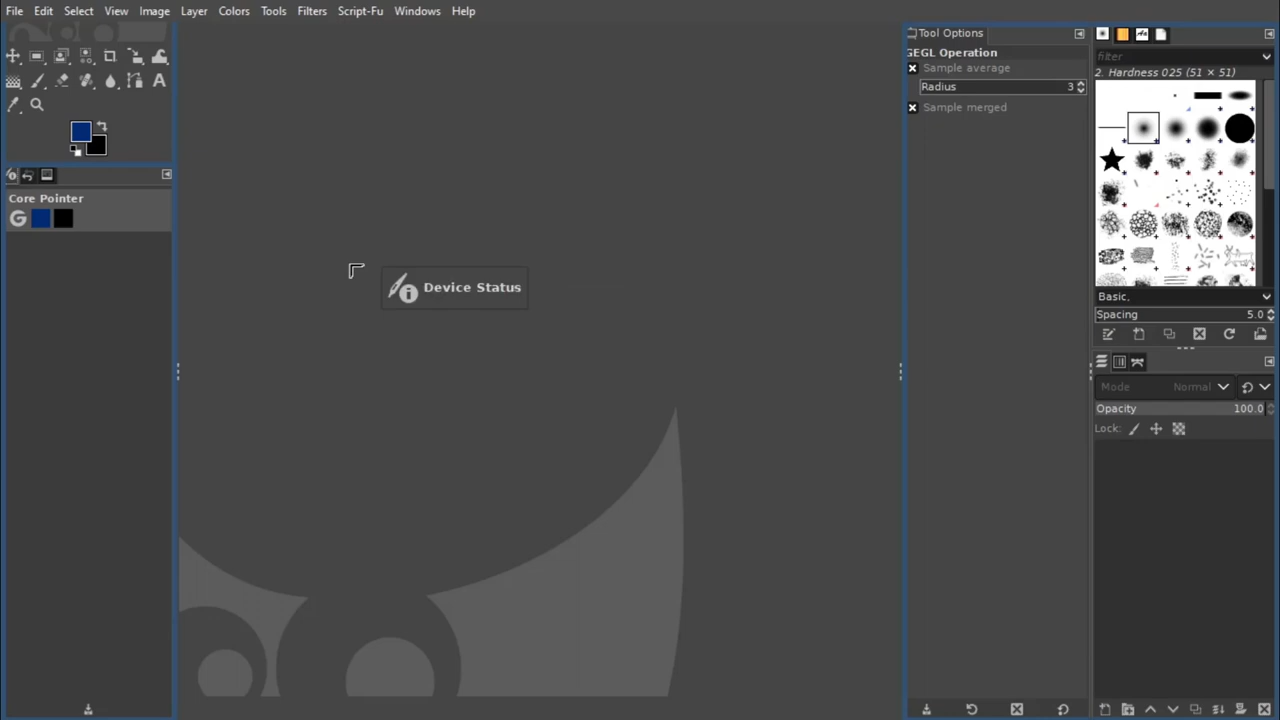 File Edit Select View Image Layer Colors Tools Filters Script-Fu Windows Help
Core Pointer
Device Status
Tool Options
GEGL Operation
Sample average
Radius 3
Sample merged
filter
2. Hardness 025 (51 × 51)
Basic,
Spacing 5.0
Mode Normal
Opacity 100.0
Lock: